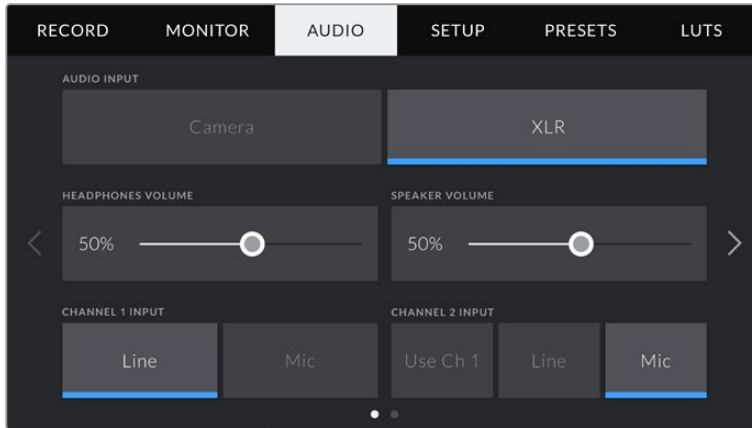 RECORD MONITOR AUDIO SETUP PRESETS LUTS
AUDIO INPUT
Camera XLR
HEADPHONES VOLUME SPEAKER VOLUME
50% 50%
CHANNEL 1 INPUT CHANNEL 2 INPUT
Line Mic Use Ch 1 Line Mic